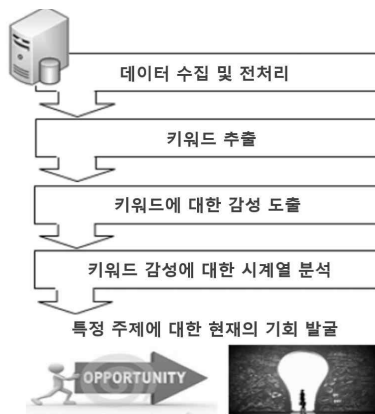 데이터 수집 및 전처리
키워드 추출
키워드에 대한 감성 도출
키워드 감성에 대한 시계열 분석
특정 주제에 대한 현재의 기회 발굴
OPPORTUNITY